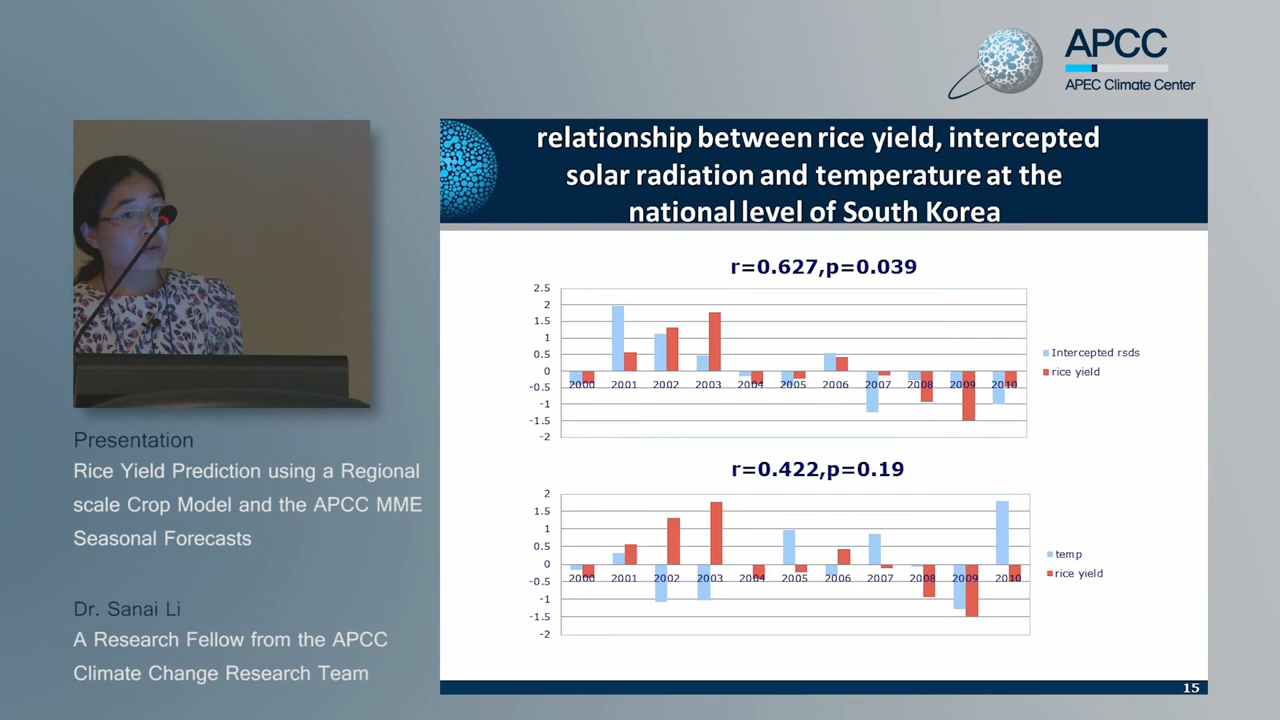 APCC
APEC Climate Center
relationship between rice yield, intercepted
solar radiation and temperature at the
national level of South Korea
r=0.627,p=0.039
2.5
2
1.5
1
0.5
0
-0.5
-1
-1.5
-2
2000 2001 2002 2003 2004 2005 2006 2007 2008 2009 2010
Intercepted rsds
rice yield
r=0.422,p=0.19
2
1.5
1
0.5
0
-0.5
-1
-1.5
-2
2000 2001 2002 2003 2004 2005 2006 2007 2008 2009 2010
temp
rice yield
15
Presentation
Rice Yield Prediction using a Regional
scale Crop Model and the APCC MME
Seasonal Forecasts
Dr. Sanai Li
A Research Fellow from the APCC
Climate Change Research Team